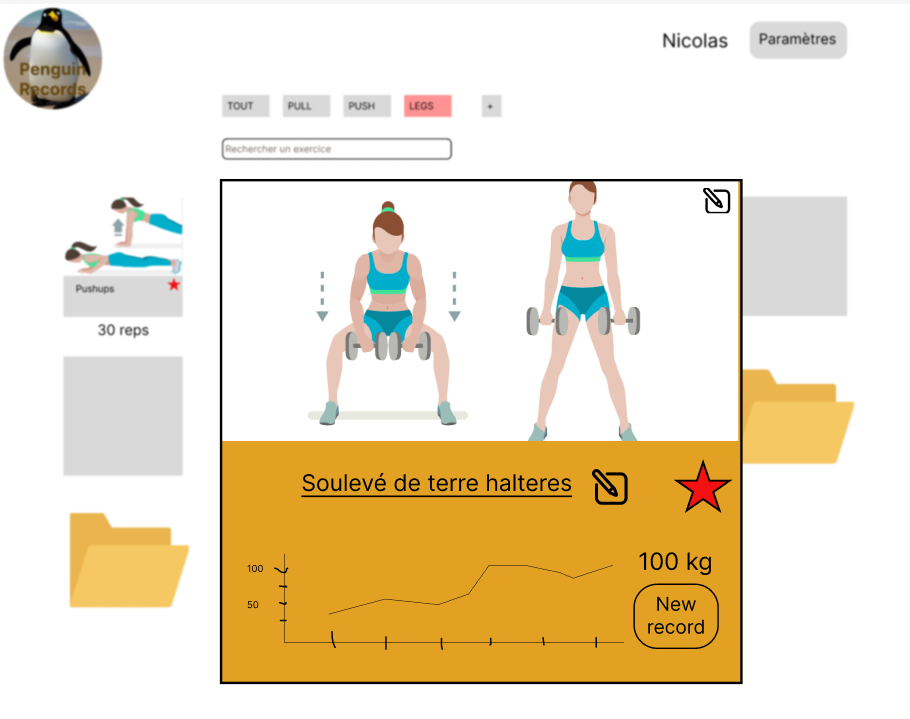 Penguin
Records
Nicolas
Paramètres
TOUT
PULL
PUSH
LEGS
+
Rechercher un exercice
Pushups
30 reps
Soulevé de terre halteres
100
50
100 kg
New
record